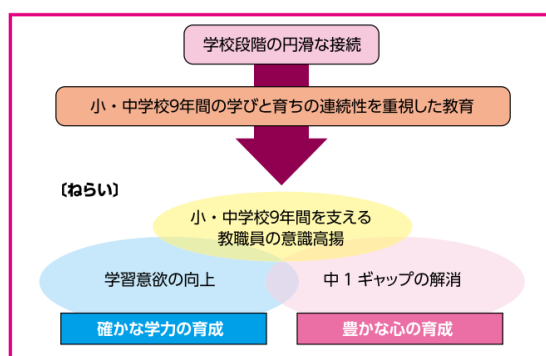 学校段階の円滑な接続
小・中学校9年間の学びと育ちの連続性を重視した教育
〔ねらい〕
小・中学校9年間を支える
教職員の意識高揚
学習意欲の向上
中1ギャップの解消
確かな学力の育成
豊かな心の育成